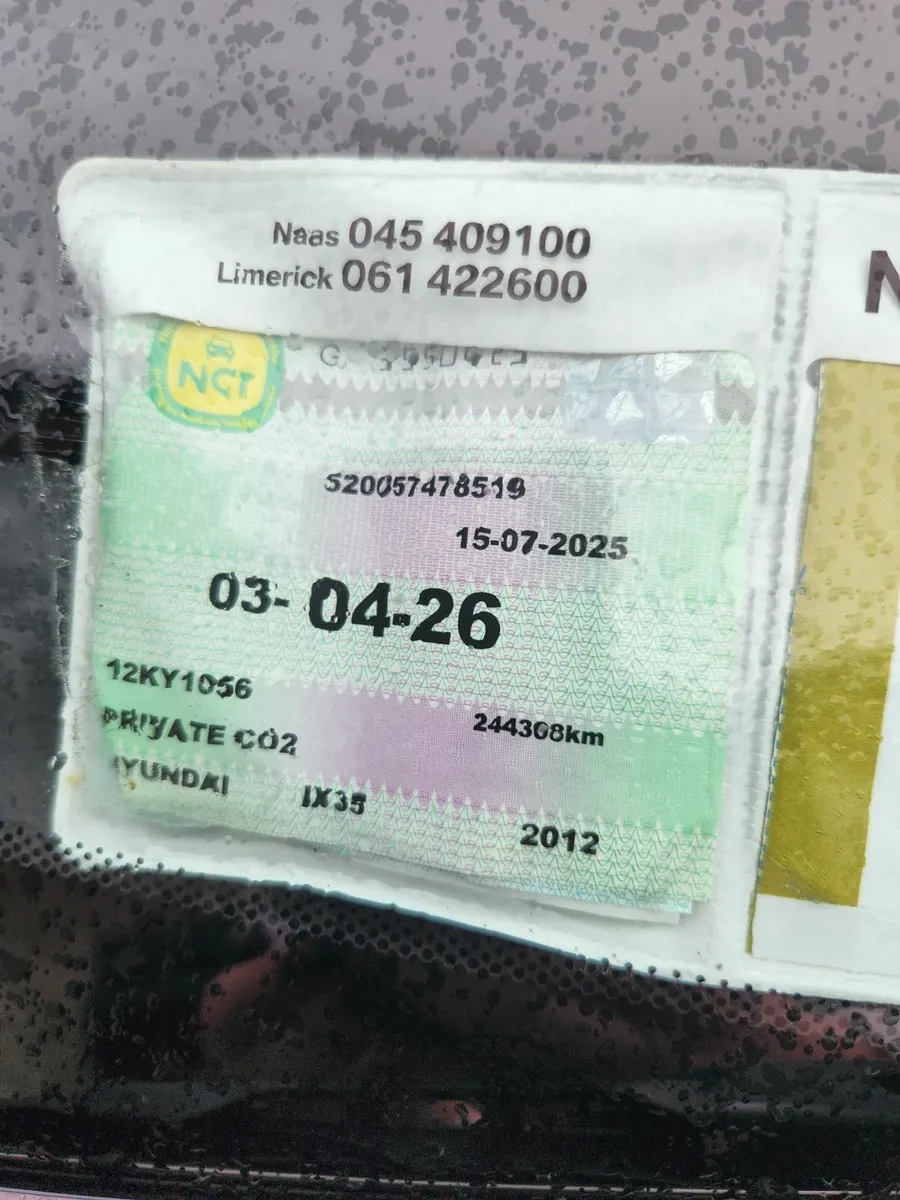 Naas 045 409100
Limerick 061 422600
N
NCT
520057478519
15-07-2025
03-04-26
12KY1056
244308km
PRIVATE CO2
HYUNDAI IX35
2012